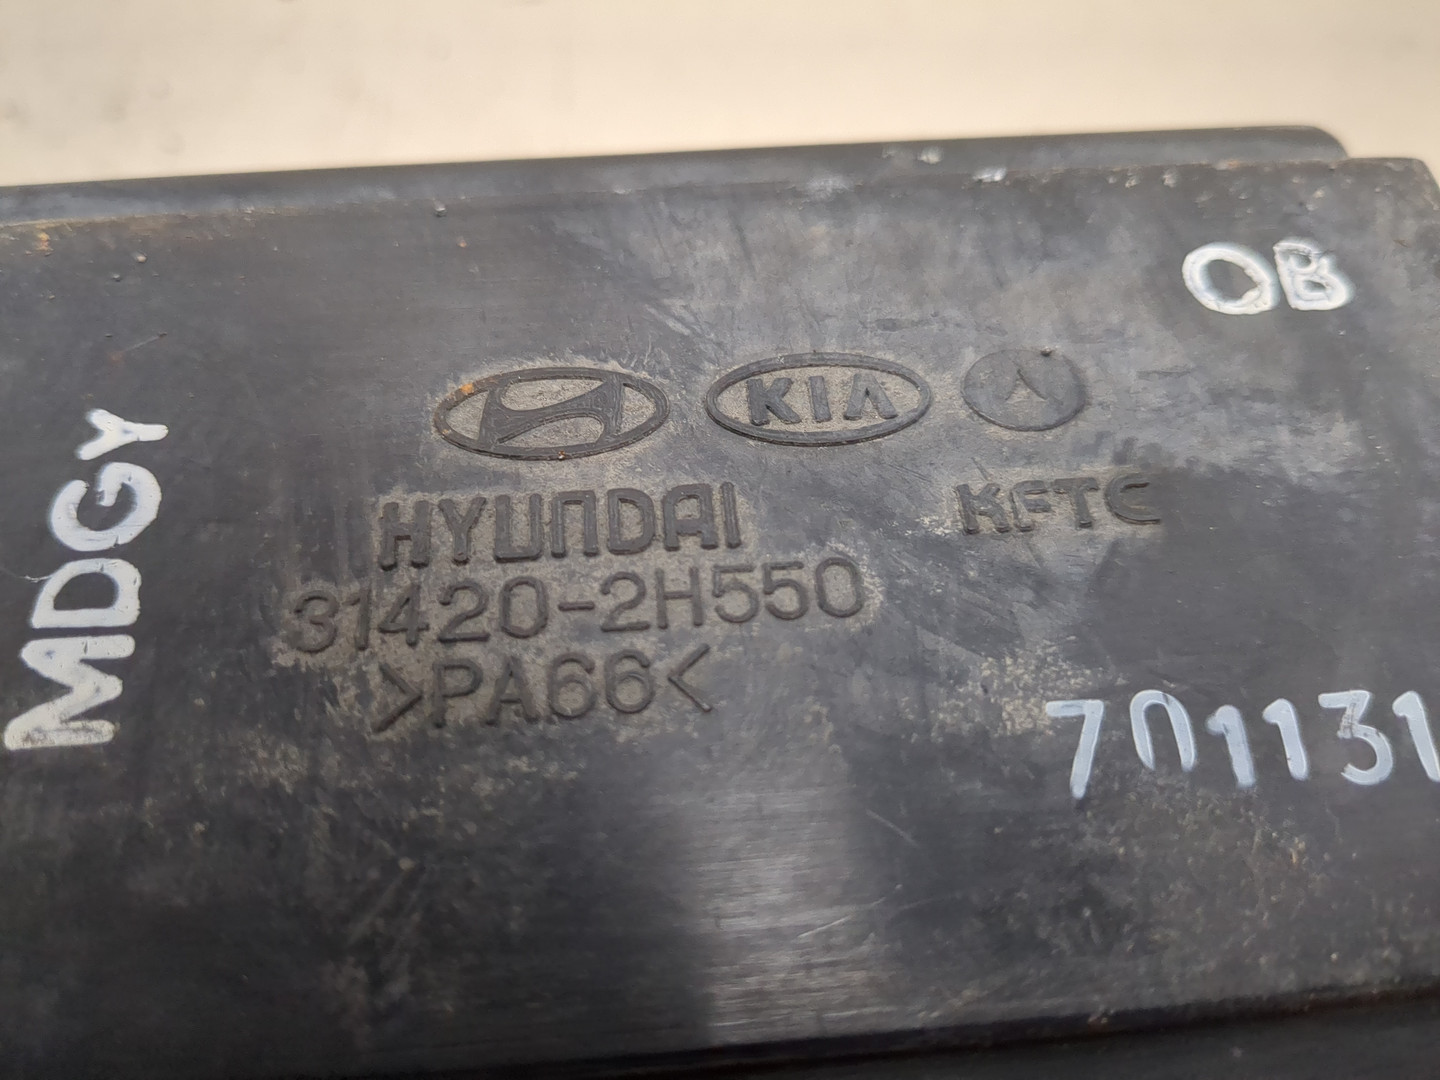 OB
KIA
HYUNDAI KFTC
31420-2H550
>PA66<
MDGY
701131